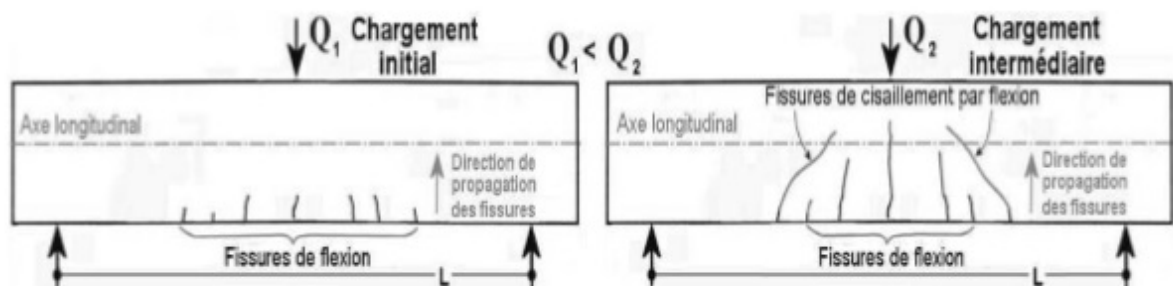 Q1 Chargement
initial
Q1 < Q2
Axe longitudinal
Direction de
propagation
des fissures
Fissures de flexion
L
Q2 Chargement
intermédiaire
Fissures de cisaillement par flexion
Axe longitudinal
Direction de
propagation
des fissures
Fissures de flexion
L